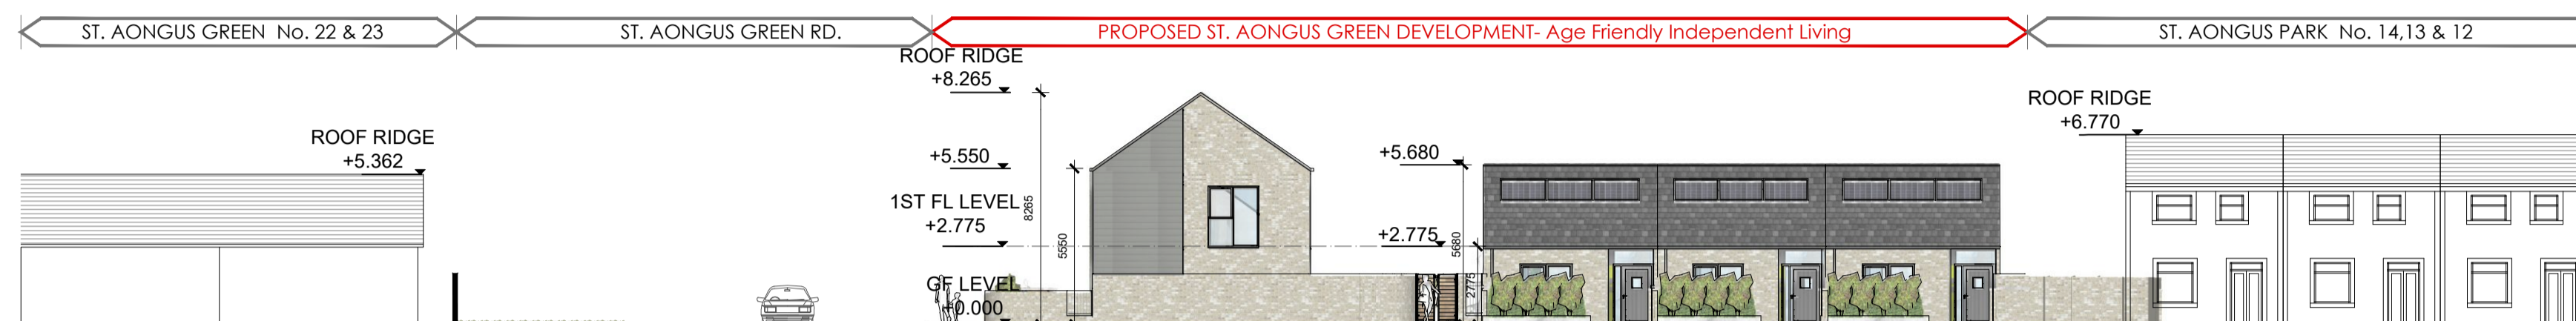 ST. AONGUS GREEN No. 22 & 23
ST. AONGUS GREEN RD.
PROPOSED ST. AONGUS GREEN DEVELOPMENT- Age Friendly Independent Living
ST. AONGUS PARK No. 14,13 & 12
ROOF RIDGE
+8.265
ROOF RIDGE
+6.770
ROOF RIDGE
+5.362
+5.550
+5.680
1ST FL LEVEL
+2.775
8265
5550
+2.775
5680
2775
GF LEVEL
+0.000